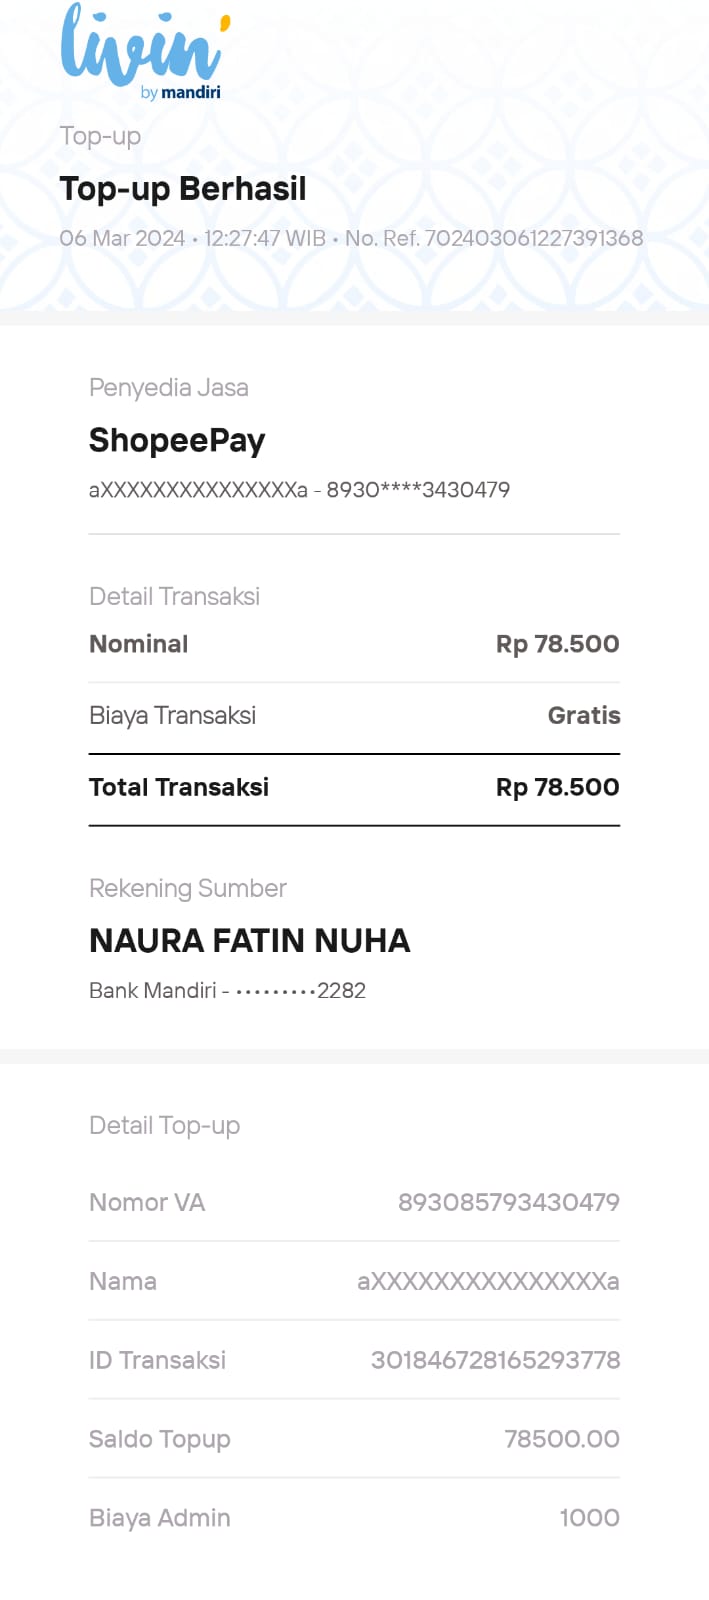 livin'
by mandiri
Top-up
Top-up Berhasil
06 Mar 2024 • 12:27:47 WIB • No. Ref. 702403061227391368
Penyedia Jasa
ShopeePay
aXXXXXXXXXXXXXXXa - 8930****3430479
Detail Transaksi
Nominal Rp 78.500
Biaya Transaksi Gratis
Total Transaksi Rp 78.500
Rekening Sumber
NAURA FATIN NUHA
Bank Mandiri - •••••••••2282
Detail Top-up
Nomor VA 893085793430479
Nama aXXXXXXXXXXXXXXXa
ID Transaksi 301846728165293778
Saldo Topup 78500.00
Biaya Admin 1000